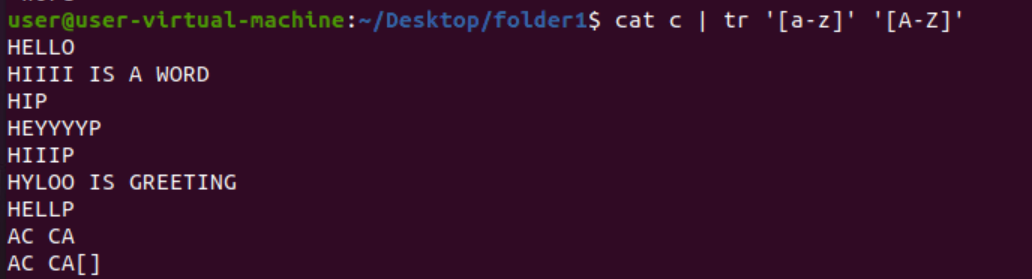 user@user-virtual-machine:~/Desktop/folder1$ cat c | tr '[a-z]' '[A-Z]'
HELLO
HIIII IS A WORD
HIP
HEYYYYP
HIIIP
HYLOO IS GREETING
HELLP
AC CA
AC CA[]